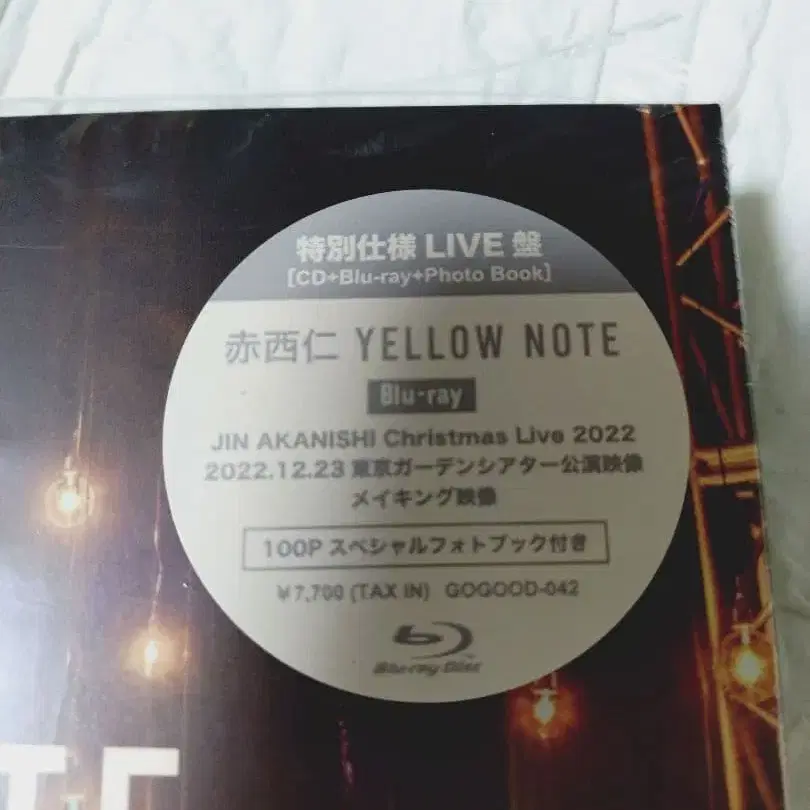 特別仕様 LIVE 盤
[CD+Blu-ray+Photo Book]
赤西仁 YELLOW NOTE
Blu-ray
JIN AKANISHI Christmas Live 2022
2022.12.23 東京ガーデンシアター公演映像
メイキング映像
100P スペシャルフォトブック付き
¥7,700 (TAX IN) GOGOOD-042
Blu-ray Disc